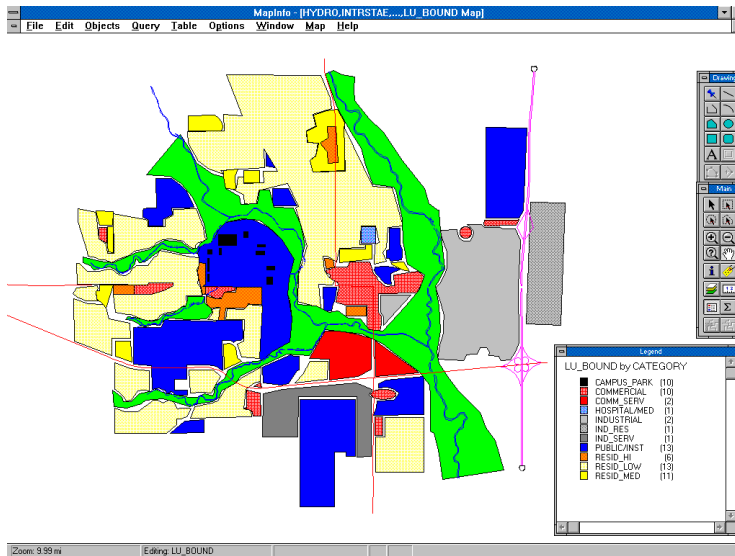 MapInfo - [HYDRO,INTRSTAE,...,LU_BOUND Map]
File Edit Objects Query Table Options Window Map Help
Drawing
A
Main
i
Σ
Legend
LU_BOUND by CATEGORY
CAMPUS_PARK (10)
COMMERCIAL (10)
COMM_SERV (2)
HOSPITAL/MED (1)
INDUSTRIAL (2)
IND_RES (1)
IND_SERV (1)
PUBLIC/INST (13)
RESID_HI (6)
RESID_LOW (13)
RESID_MED (11)
Zoom: 9.99 mi Editing: LU_BOUND